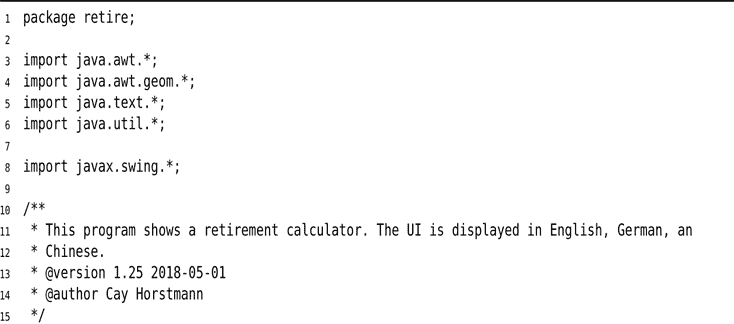 1 package retire;
2
3 import java.awt.*;
4 import java.awt.geom.*;
5 import java.text.*;
6 import java.util.*;
7
8 import javax.swing.*;
9
10 /**
11  * This program shows a retirement calculator. The UI is displayed in English, German, an
12  * Chinese.
13  * @version 1.25 2018-05-01
14  * @author Cay Horstmann
15  */